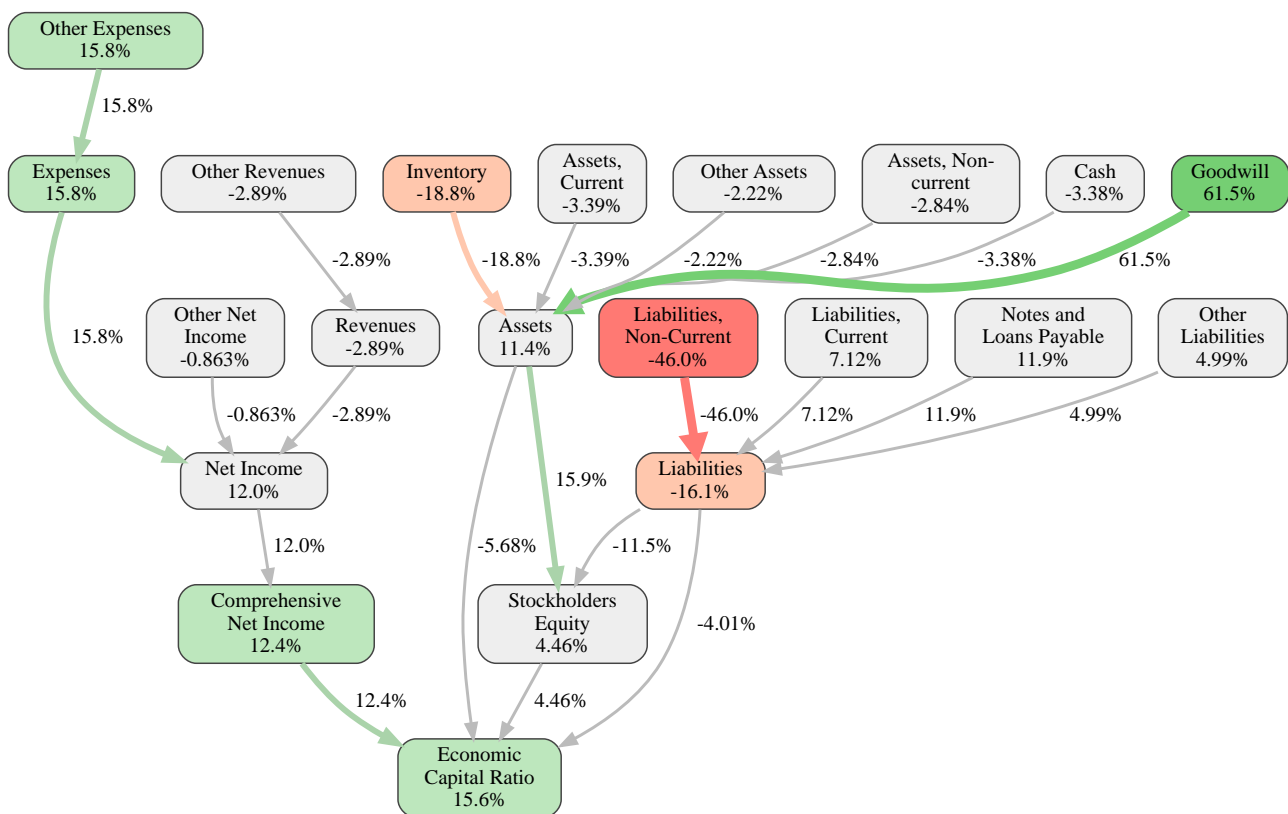 Other Expenses
15.8%
15.8%
Expenses
15.8%
Other Revenues
-2.89%
Inventory
-18.8%
Assets,
Current
-3.39%
Other Assets
-2.22%
Assets, Non-
current
-2.84%
Cash
-3.38%
Goodwill
61.5%
-2.89%
-18.8%
-3.39%
-2.22%
-2.84%
-3.38%
61.5%
15.8%
Other Net
Income
-0.863%
Revenues
-2.89%
Assets
11.4%
Liabilities,
Non-Current
-46.0%
Liabilities,
Current
7.12%
Notes and
Loans Payable
11.9%
Other
Liabilities
4.99%
-0.863%
-2.89%
-46.0%
7.12%
11.9%
4.99%
Net Income
12.0%
15.9%
Liabilities
-16.1%
12.0%
-5.68%
-11.5%
-4.01%
Comprehensive
Net Income
12.4%
Stockholders
Equity
4.46%
12.4%
4.46%
Economic
Capital Ratio
15.6%